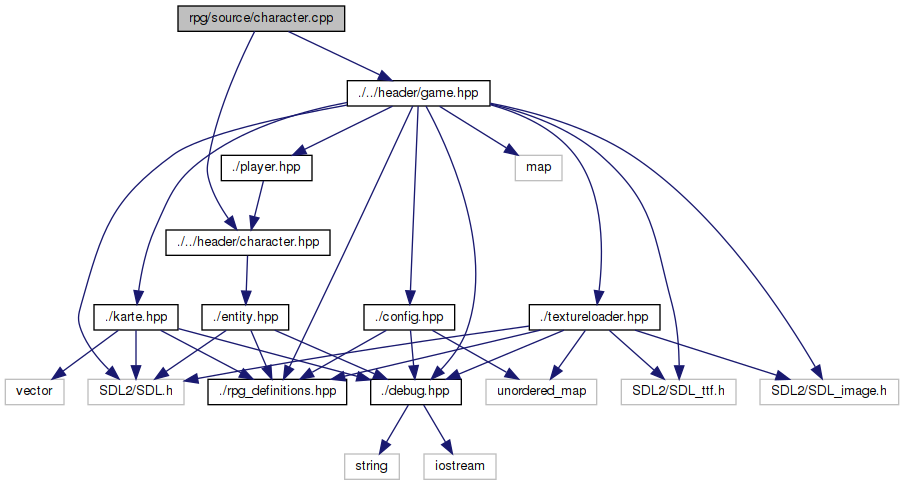 rpg/source/character.cpp
./../header/game.hpp
./player.hpp
map
./../header/character.hpp
./karte.hpp
./entity.hpp
./config.hpp
./textureloader.hpp
vector
SDL2/SDL.h
./rpg_definitions.hpp
./debug.hpp
unordered_map
SDL2/SDL_ttf.h
SDL2/SDL_image.h
string
iostream